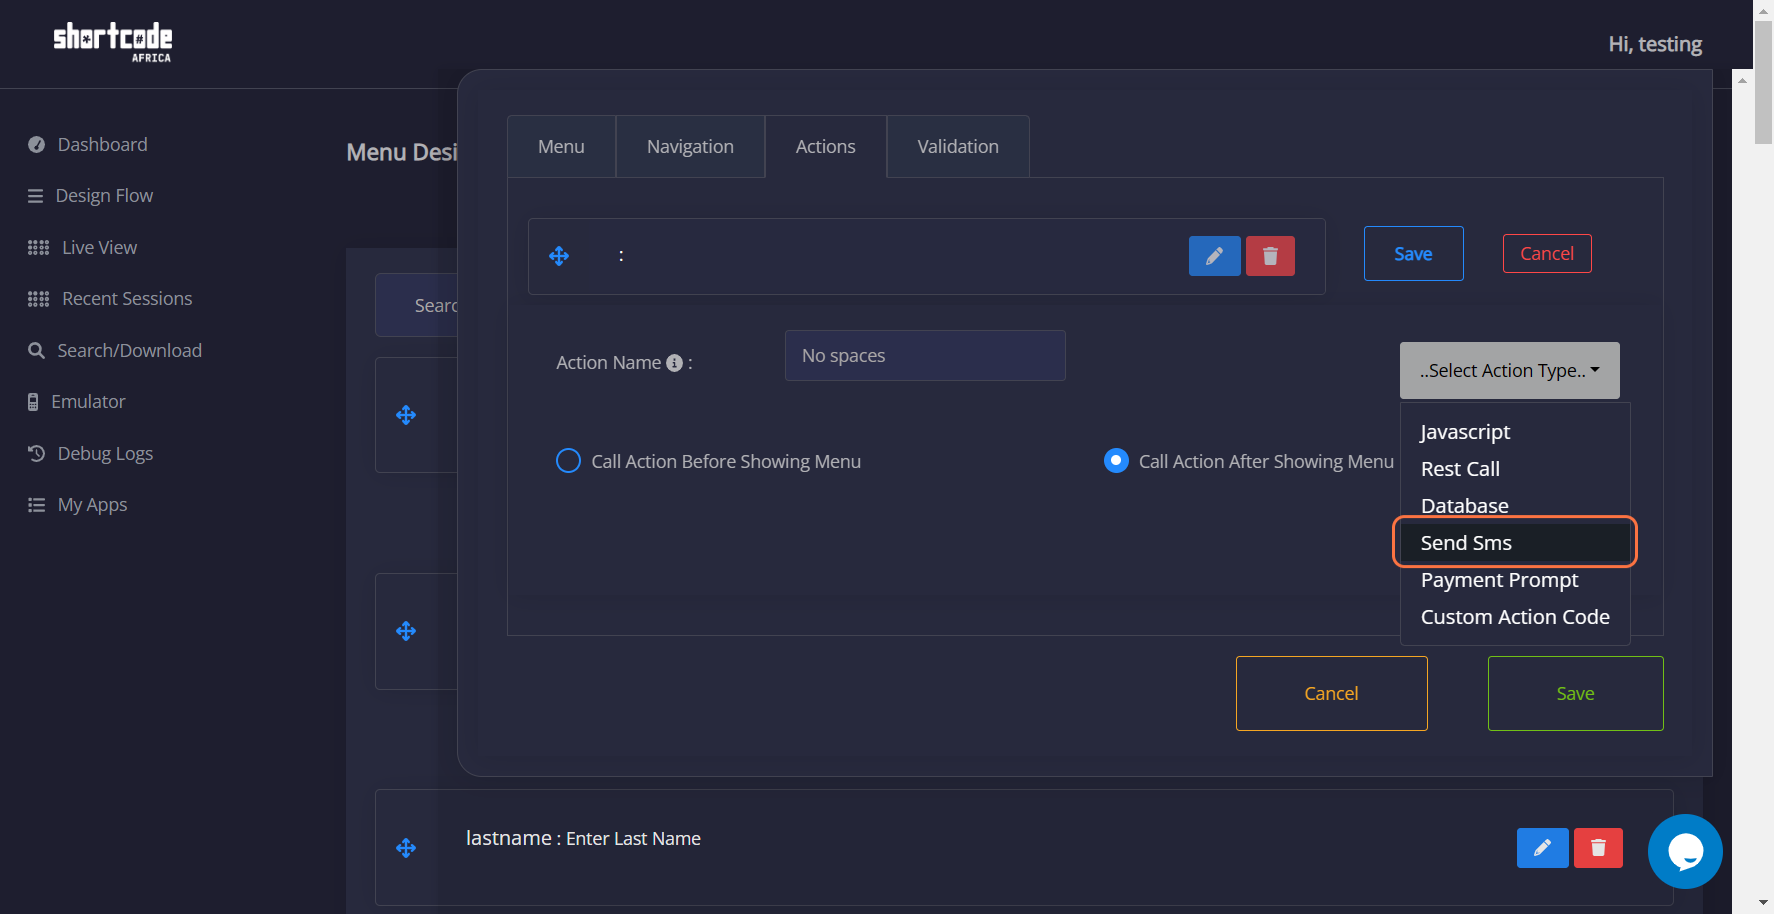 shortcode
AFRICA
Hi, testing
Dashboard
Design Flow
Live View
Recent Sessions
Search/Download
Emulator
Debug Logs
My Apps
Menu Desi
Searc
Menu
Navigation
Actions
Validation
:
Save
Cancel
Action Name :
No spaces
..Select Action Type..
Javascript
Rest Call
Database
Send Sms
Payment Prompt
Custom Action Code
Call Action Before Showing Menu
Call Action After Showing Menu
Cancel
Save
lastname : Enter Last Name